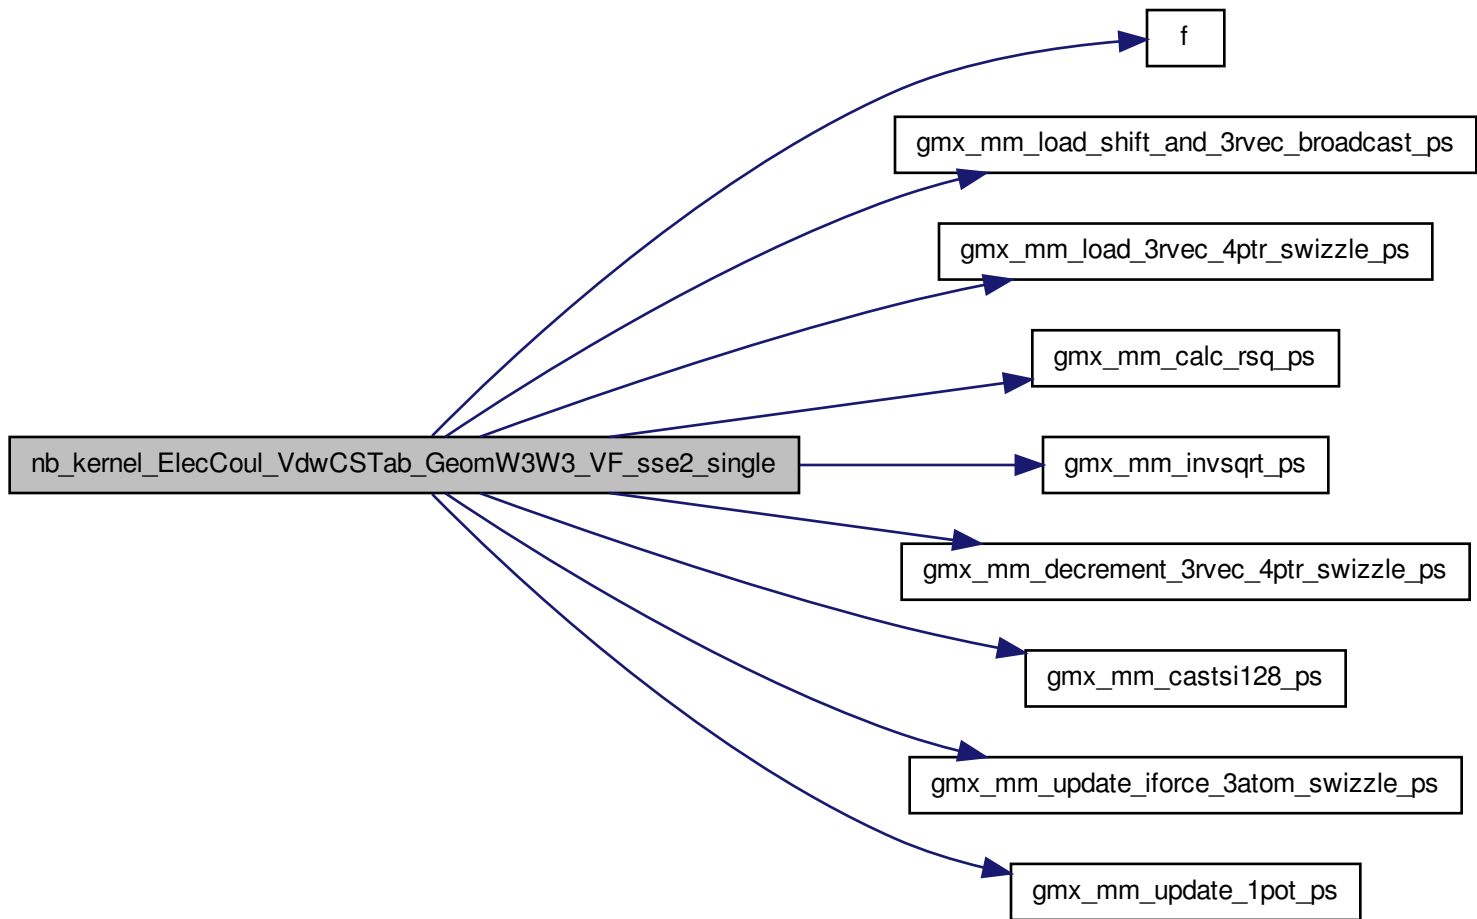 f
gmx_mm_load_shift_and_3rvec_broadcast_ps
gmx_mm_load_3rvec_4ptr_swizzle_ps
gmx_mm_calc_rsq_ps
nb_kernel_ElecCoul_VdwCSTab_GeomW3W3_VF_sse2_single
gmx_mm_invsqrt_ps
gmx_mm_decrement_3rvec_4ptr_swizzle_ps
gmx_mm_castsi128_ps
gmx_mm_update_iforce_3atom_swizzle_ps
gmx_mm_update_1pot_ps